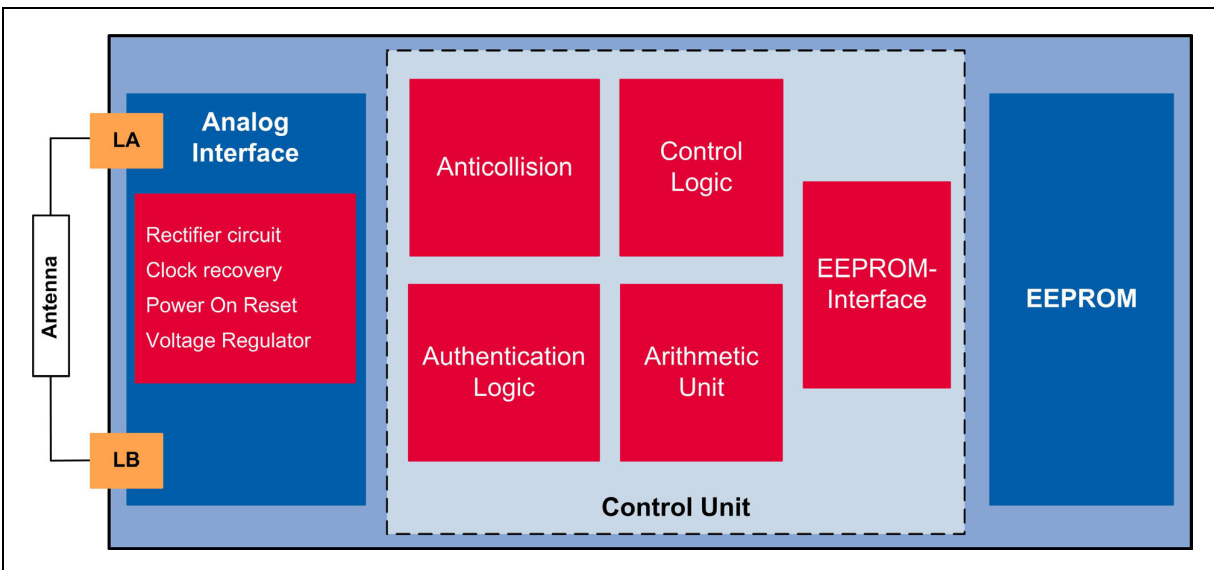 Antenna
LA
LB
Analog
Interface
Rectifier circuit
Clock recovery
Power On Reset
Voltage Regulator
Anticollision
Control
Logic
Authentication
Logic
Arithmetic
Unit
EEPROM-
Interface
Control Unit
EEPROM